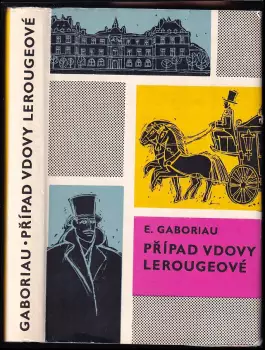 GABORIAU · PŘÍPAD VDOVY LEROUGEOVÉ
E. GABORIAU
PŘÍPAD VDOVY
LEROUGEOVÉ